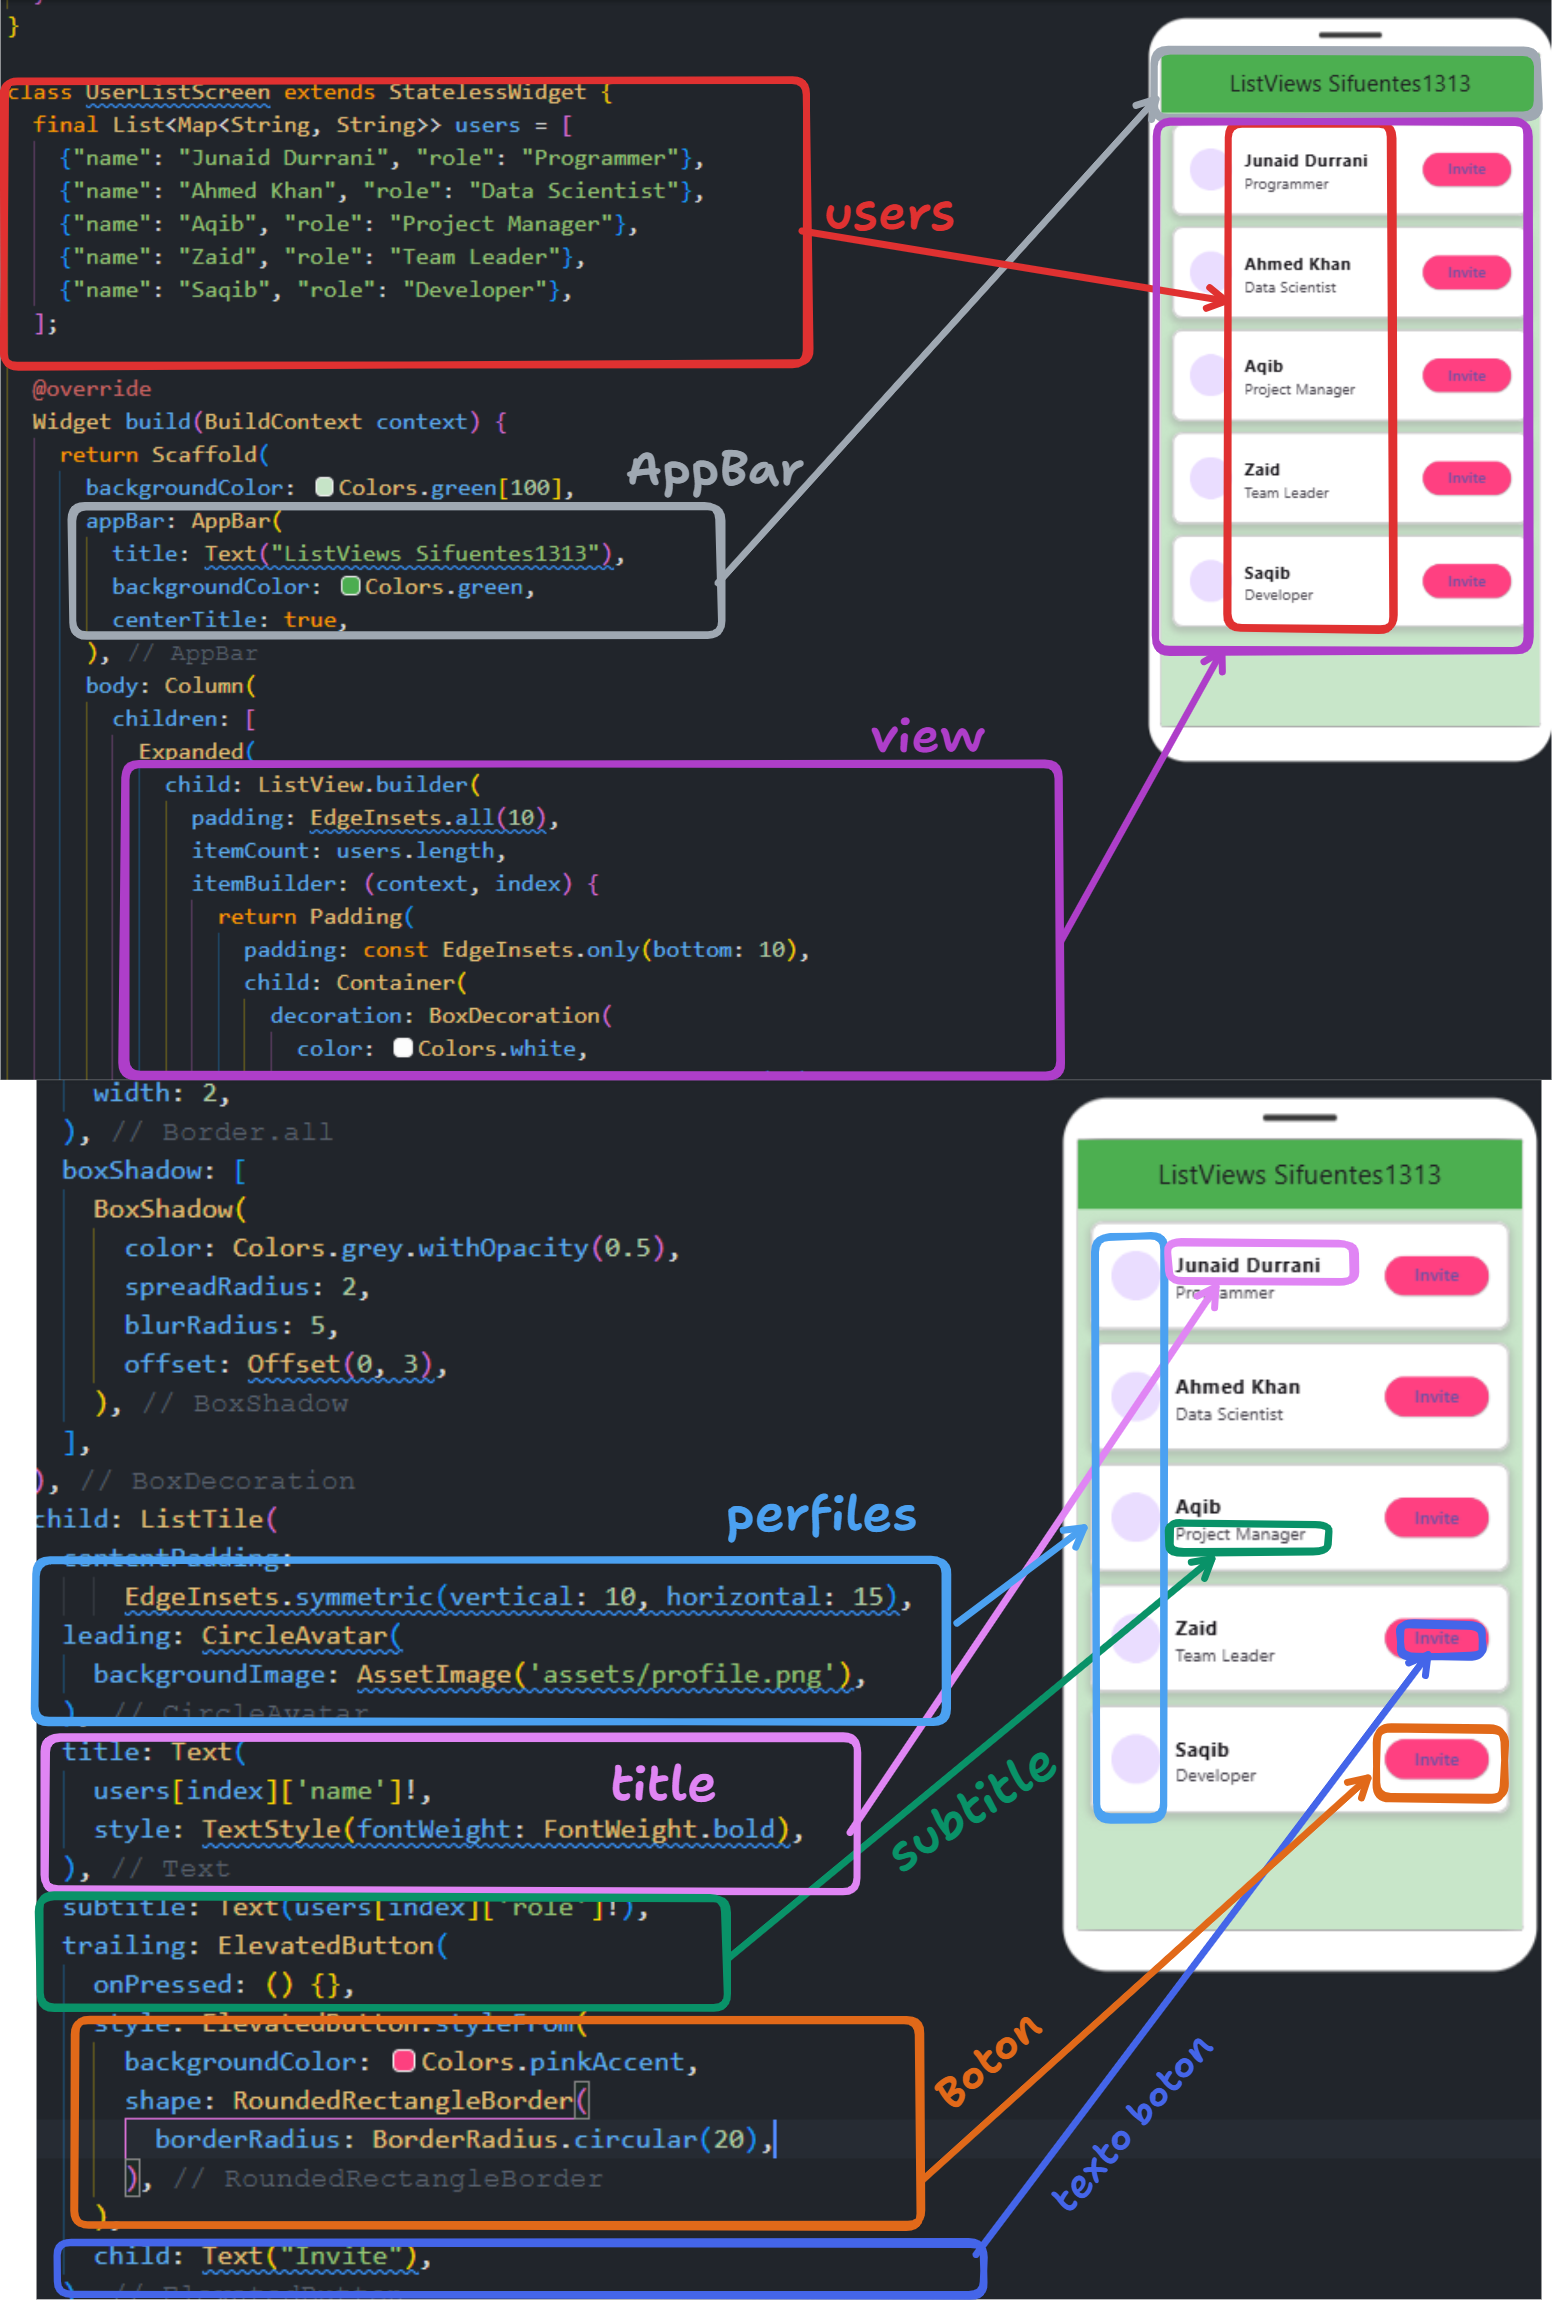 }
class UserListScreen extends StatelessWidget {
final List<Map<String, String>> users = [
{"name": "Junaid Durrani", "role": "Programmer"},
{"name": "Ahmed Khan", "role": "Data Scientist"},
{"name": "Aqib", "role": "Project Manager"},
{"name": "Zaid", "role": "Team Leader"},
{"name": "Saqib", "role": "Developer"},
];
users
@override
Widget build(BuildContext context) {
return Scaffold(
backgroundColor: Colors.green[100],
AppBar
appBar: AppBar(
title: Text("ListViews Sifuentes1313"),
backgroundColor: Colors.green,
centerTitle: true,
), // AppBar
body: Column(
children: [
Expanded(
view
child: ListView.builder(
padding: EdgeInsets.all(10),
itemCount: users.length,
itemBuilder: (context, index) {
return Padding(
padding: const EdgeInsets.only(bottom: 10),
child: Container(
decoration: BoxDecoration(
color: Colors.white,
ListViews Sifuentes1313
Junaid Durrani
Programmer
Invite
Ahmed Khan
Data Scientist
Invite
Aqib
Project Manager
Invite
Zaid
Team Leader
Invite
Saqib
Developer
Invite
width: 2,
), // Border.all
boxShadow: [
BoxShadow(
color: Colors.grey.withOpacity(0.5),
spreadRadius: 2,
blurRadius: 5,
offset: Offset(0, 3),
), // BoxShadow
],
), // BoxDecoration
child: ListTile(
perfiles
contentPadding:
EdgeInsets.symmetric(vertical: 10, horizontal: 15),
leading: CircleAvatar(
backgroundImage: AssetImage('assets/profile.png'),
), // CircleAvatar
title: Text(
title
users[index]['name']!,
style: TextStyle(fontWeight: FontWeight.bold),
), // Text
subtitle
subtitle: Text(users[index]['role']!),
trailing: ElevatedButton(
onPressed: () {},
style: ElevatedButton.styleFrom(
backgroundColor: Colors.pinkAccent,
shape: RoundedRectangleBorder(
borderRadius: BorderRadius.circular(20),
), // RoundedRectangleBorder
),
Boton
texto boton
child: Text("Invite"),
), // ElevatedButton
ListViews Sifuentes1313
Junaid Durrani
Programmer
Invite
Ahmed Khan
Data Scientist
Invite
Aqib
Project Manager
Invite
Zaid
Team Leader
Invite
Saqib
Developer
Invite